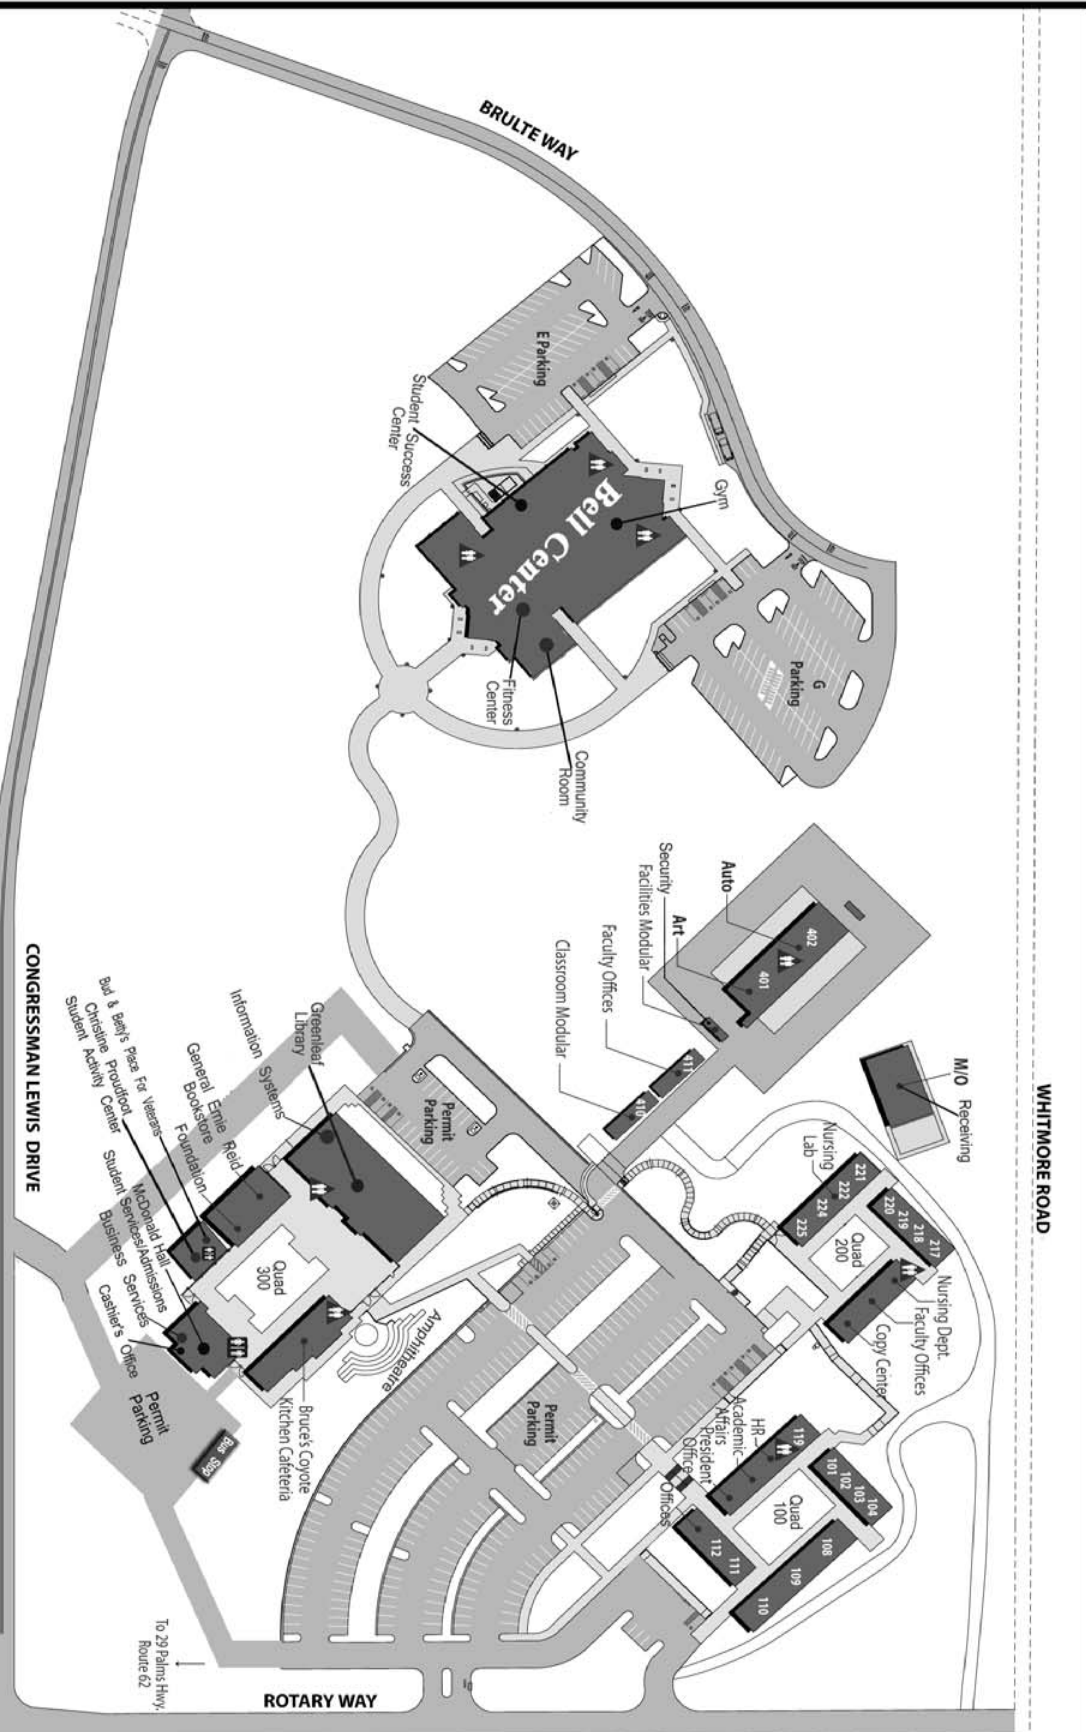 BRULTE WAY
E Parking
Student Success
Center
Bell Center
Gym
Fitness
Center
Community
Room
G
Parking
WHITMORE ROAD
Auto
402
401
Art
Security
Facilities Modular
Faculty Offices
Classroom Modular
411
410
M/O Receiving
Nursing
Lab
221
222
224
225
220
219
218
217
Quad
200
Nursing Dept.
Faculty Offices
Copy Center
Permit
Parking
Greenleaf
Library
Information Systems
General Ernie Reid
Bookstore
Foundation
Bud & Betty's Place For Veterans
Christine Proudfoot
Student Activity Center
McDonald Hall
Student Services/Admissions
Business Services
Cashier's Office
Quad
300
Amphitheatre
Bruce's Coyote
Kitchen Cafeteria
Permit
Parking
Bus Stop
Permit
Parking
HR
Academic
Affairs
President
Office
Offices
119
101
102
103
104
Quad
100
112
111
108
109
110
CONGRESSMAN LEWIS DRIVE
To 29 Palms Hwy.
Route 62
ROTARY WAY